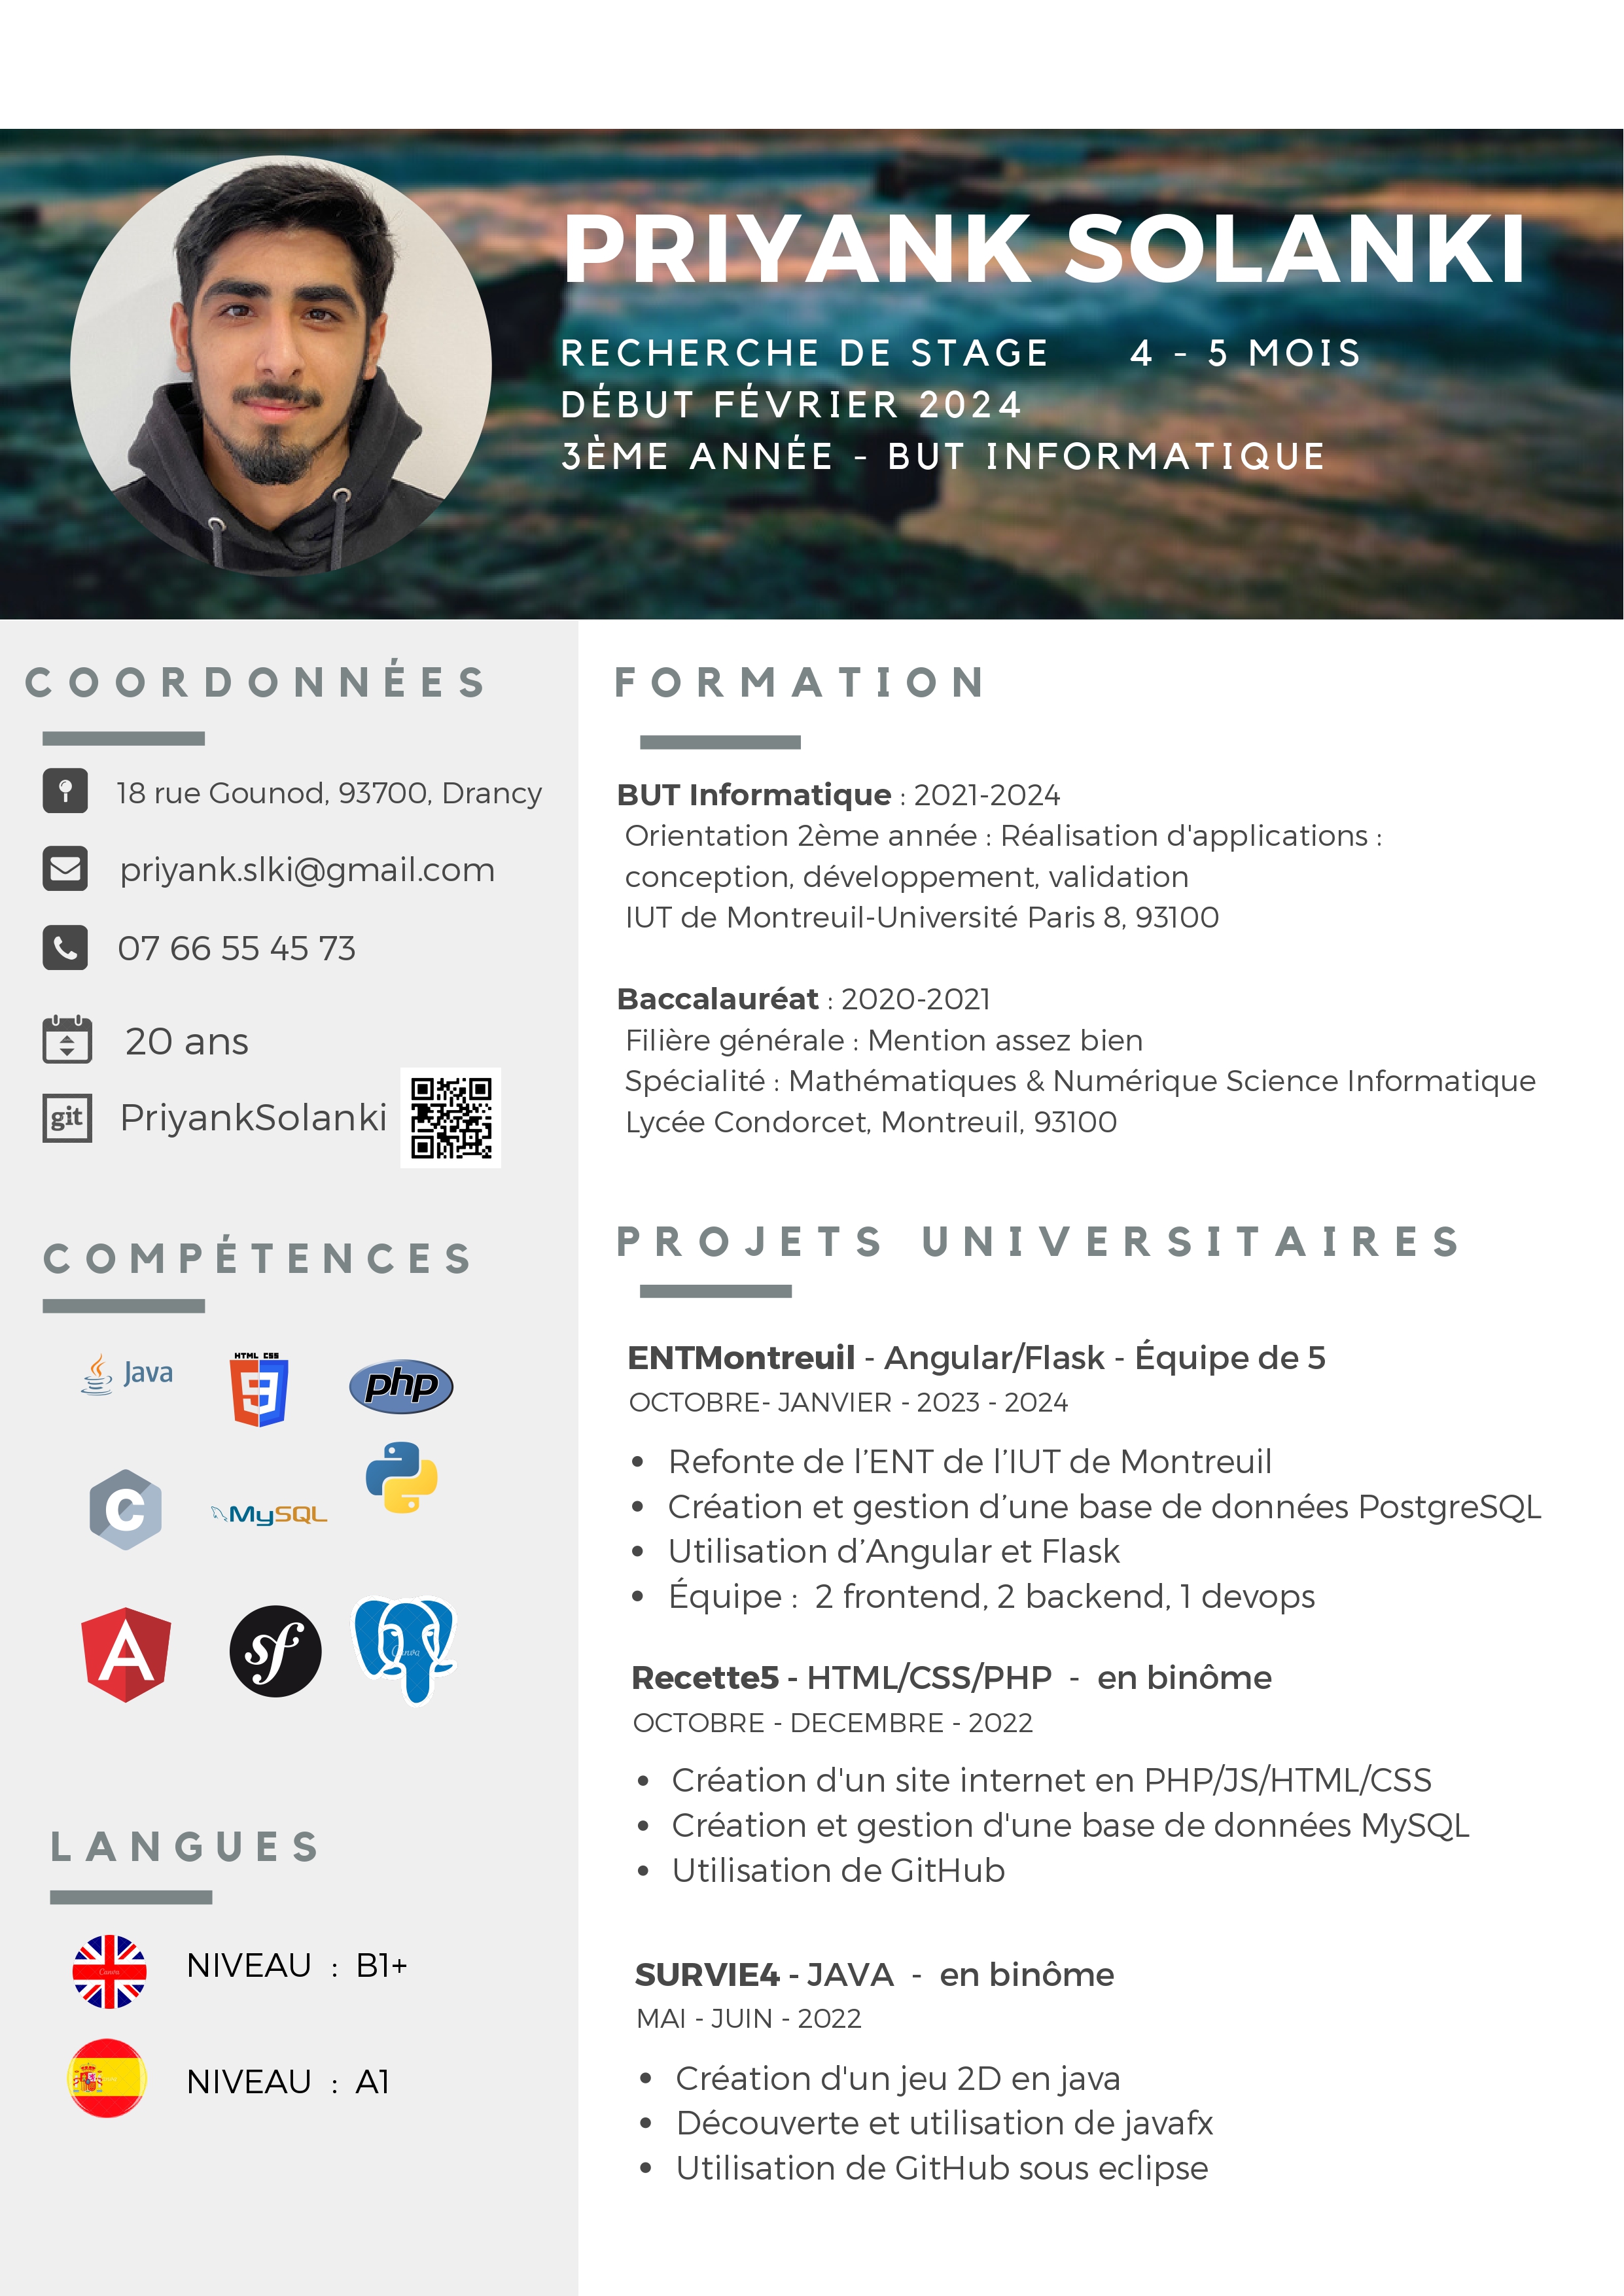 PRIYANK SOLANKI
RECHERCHE DE STAGE 4 - 5 MOIS
DÉBUT FÉVRIER 2024
3ÈME ANNÉE - BUT INFORMATIQUE
COORDONNÉES
18 rue Gounod, 93700, Drancy
priyank.slki@gmail.com
07 66 55 45 73
20 ans
git PriyankSolanki
COMPÉTENCES
Java
HTML CSS
php
C
MySQL
A
sf
Canva
LANGUES
Canva
NIVEAU : B1+
NIVEAU : A1
FORMATION
BUT Informatique : 2021-2024
Orientation 2ème année : Réalisation d'applications :
conception, développement, validation
IUT de Montreuil-Université Paris 8, 93100
Baccalauréat : 2020-2021
Filière générale : Mention assez bien
Spécialité : Mathématiques & Numérique Science Informatique
Lycée Condorcet, Montreuil, 93100
PROJETS UNIVERSITAIRES
ENTMontreuil - Angular/Flask - Équipe de 5
OCTOBRE- JANVIER - 2023 - 2024
• Refonte de l’ENT de l’IUT de Montreuil
• Création et gestion d’une base de données PostgreSQL
• Utilisation d’Angular et Flask
• Équipe : 2 frontend, 2 backend, 1 devops
Recette5 - HTML/CSS/PHP - en binôme
OCTOBRE - DECEMBRE - 2022
• Création d'un site internet en PHP/JS/HTML/CSS
• Création et gestion d'une base de données MySQL
• Utilisation de GitHub
SURVIE4 - JAVA - en binôme
MAI - JUIN - 2022
• Création d'un jeu 2D en java
• Découverte et utilisation de javafx
• Utilisation de GitHub sous eclipse